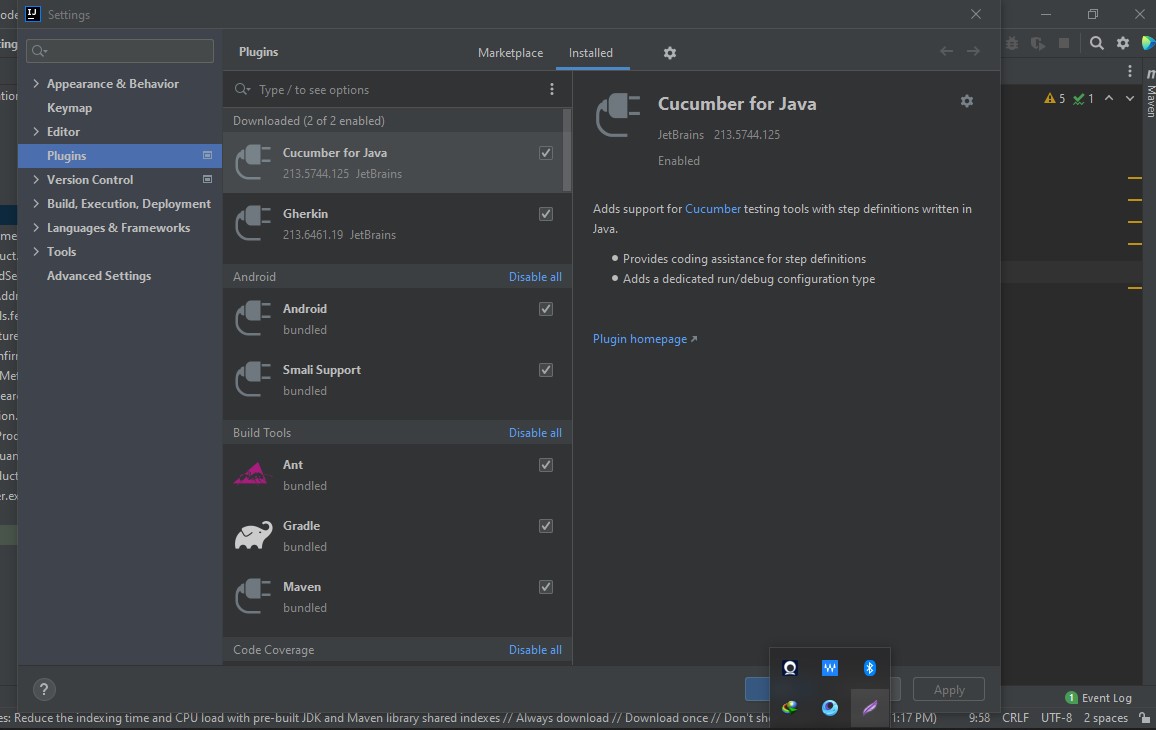 Settings
Plugins
Marketplace
Installed
Type / to see options
Appearance & Behavior
Keymap
Editor
Plugins
Version Control
Build, Execution, Deployment
Languages & Frameworks
Tools
Advanced Settings
Downloaded (2 of 2 enabled)
Cucumber for Java
213.5744.125 JetBrains
Gherkin
213.6461.19 JetBrains
Android
Disable all
Android
bundled
Smali Support
bundled
Build Tools
Disable all
Ant
bundled
Gradle
bundled
Maven
bundled
Code Coverage
Disable all
Cucumber for Java
JetBrains 213.5744.125
Enabled
Adds support for Cucumber testing tools with step definitions written in
Java.
Provides coding assistance for step definitions
Adds a dedicated run/debug configuration type
Plugin homepage
Apply
?
5
1
Maven
1 Event Log
es: Reduce the indexing time and CPU load with pre-built JDK and Maven library shared indexes // Always download // Download once // Don't sh
1:17 PM)
9:58
CRLF
UTF-8
2 spaces